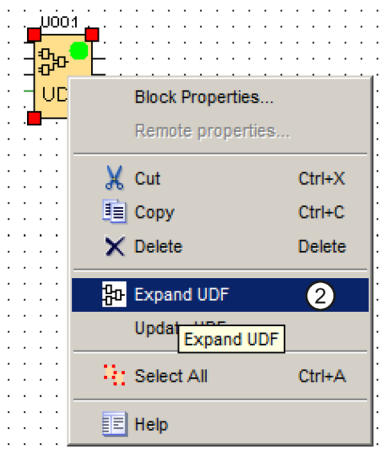 U001
UD
Block Properties...
Remote properties...
Cut Ctrl+X
Copy Ctrl+C
Delete Delete
Expand UDF 2
Expand UDF
Select All Ctrl+A
Help